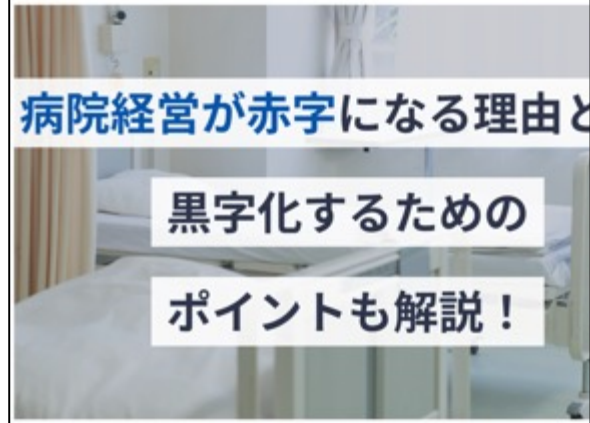 病院経営が赤字になる理由と
黒字化するための
ポイントも解説！